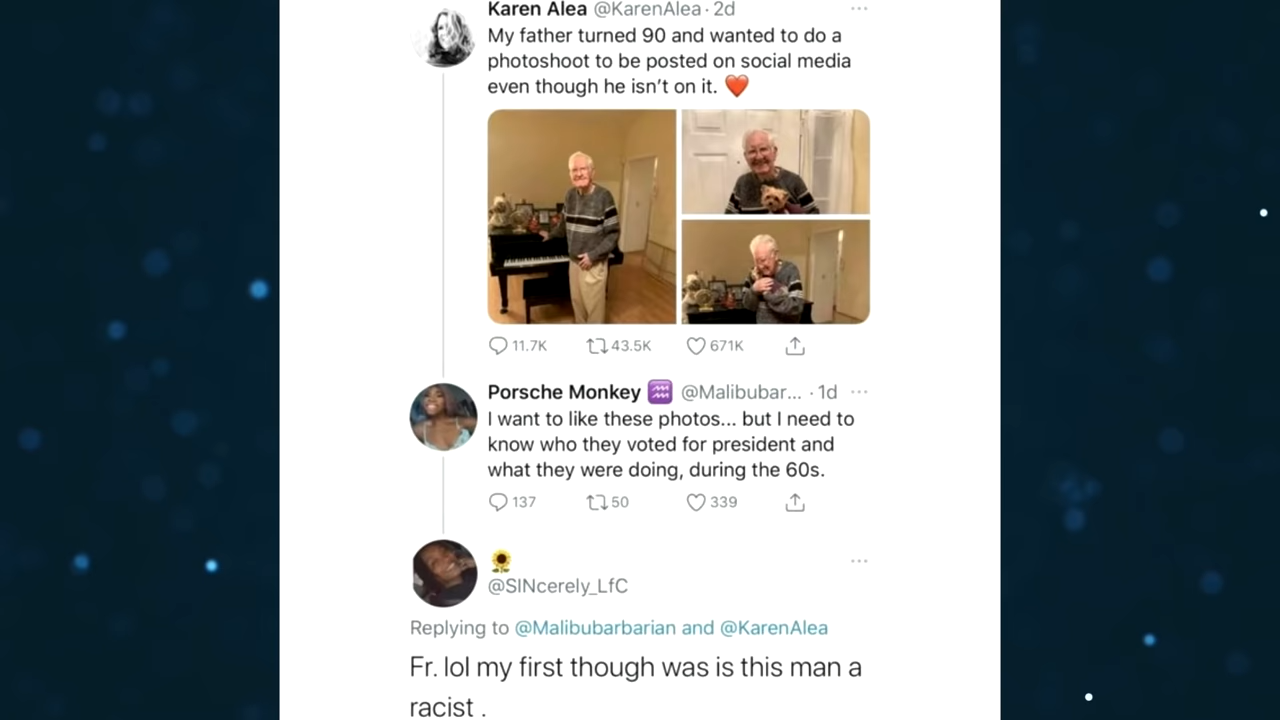 Karen Alea @KarenAlea · 2d
My father turned 90 and wanted to do a
photoshoot to be posted on social media
even though he isn’t on it. ❤️
11.7K 43.5K 671K
Porsche Monkey ♒ @Malibubar... · 1d
I want to like these photos... but I need to
know who they voted for president and
what they were doing, during the 60s.
137 50 339
🌻
@SINcerely_LfC
Replying to @Malibubarbarian and @KarenAlea
Fr. lol my first though was is this man a
racist .